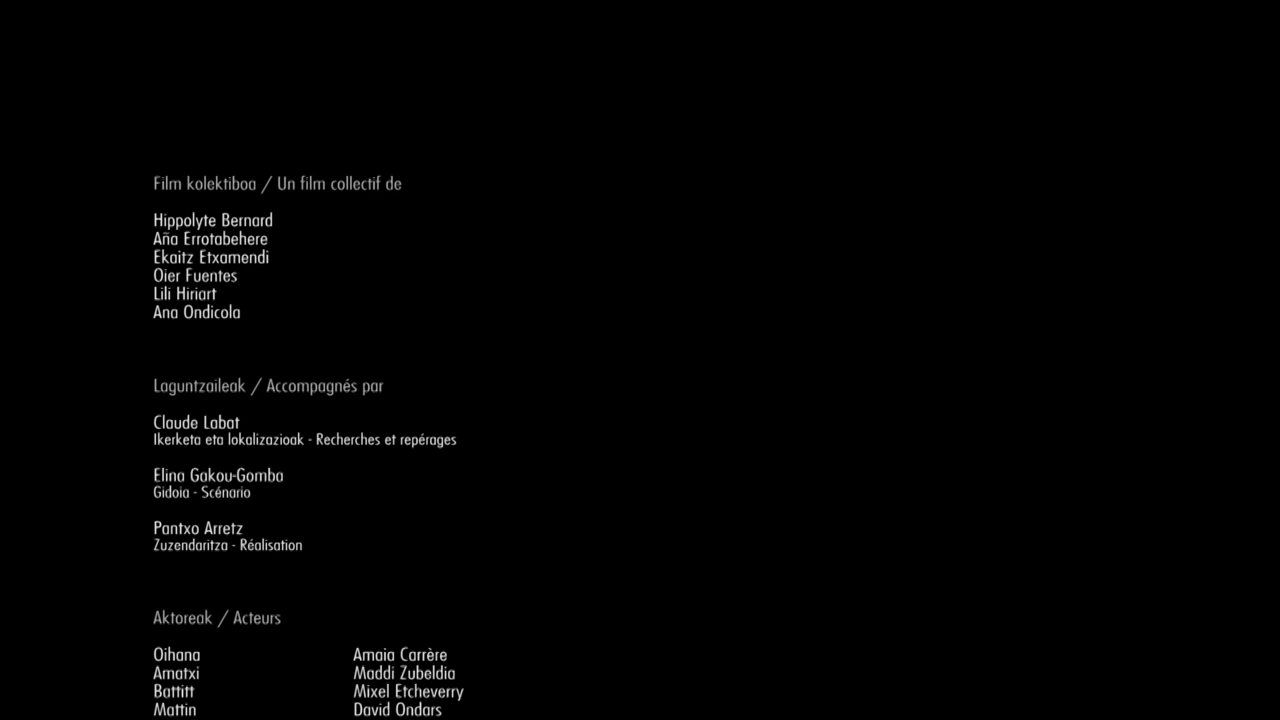 Film kolektiboa / Un film collectif de
Hippolyte Bernard
Aña Errotabehere
Ekaitz Etxamendi
Oier Fuentes
Lili Hiriart
Ana Ondicola
Laguntzaileak / Accompagnés par
Claude Labat
Ikerketa eta lokalizazioak - Recherches et repérages
Elina Gakou-Gomba
Gidoia - Scénario
Pantxo Arretz
Zuzendaritza - Réalisation
Aktoreak / Acteurs
Oihana Amaia Carrère
Amatxi Maddi Zubeldia
Battitt Mixel Etcheverry
Mattin David Ondars